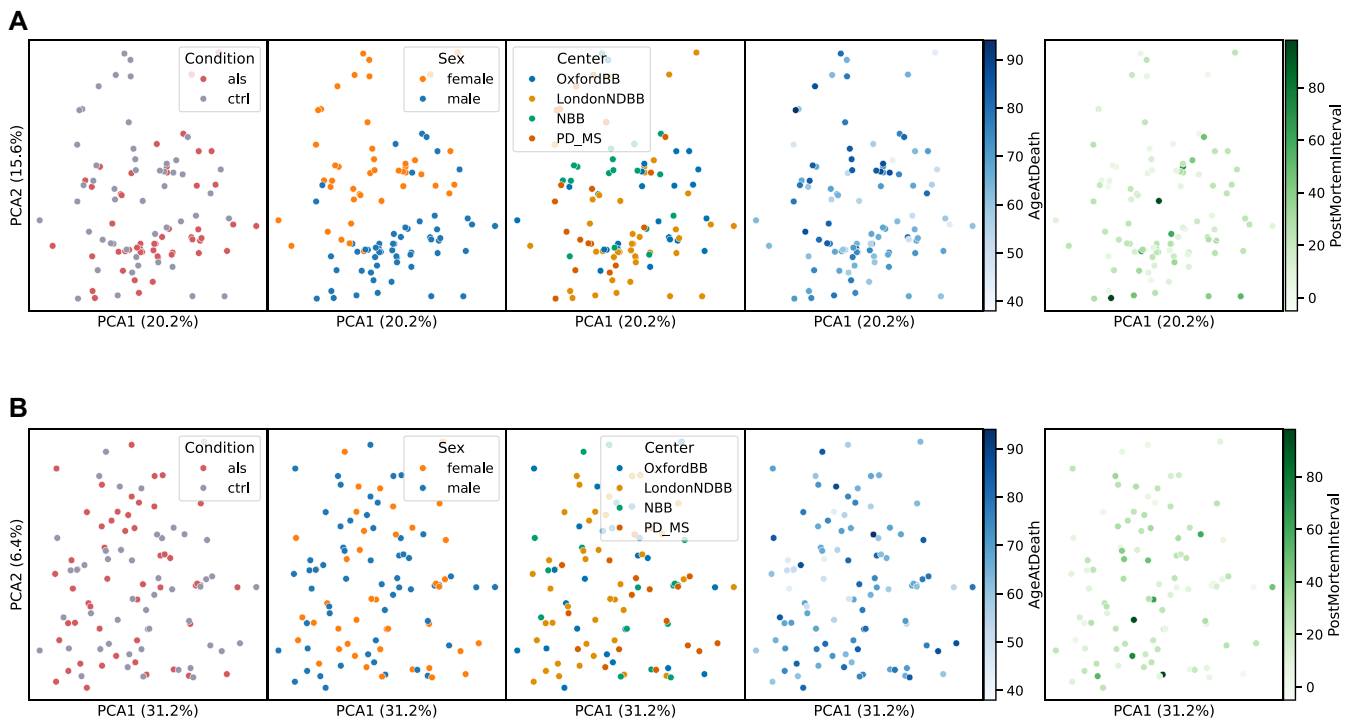 A
PCA2 (15.6%)
Condition
als
ctrl
PCA1 (20.2%)
Sex
female
male
PCA1 (20.2%)
Center
OxfordBB
LondonNDBB
NBB
PD_MS
PCA1 (20.2%)
PCA1 (20.2%)
90
80
70
60
50
40
AgeAtDeath
PCA1 (20.2%)
80
60
40
20
0
PostMortenInterval
B
PCA2 (6.4%)
Condition
als
ctrl
PCA1 (31.2%)
Sex
female
male
PCA1 (31.2%)
Center
OxfordBB
LondonNDBB
NBB
PD_MS
PCA1 (31.2%)
PCA1 (31.2%)
90
80
70
60
50
40
AgeAtDeath
PCA1 (31.2%)
80
60
40
20
0
PostMortenInterval